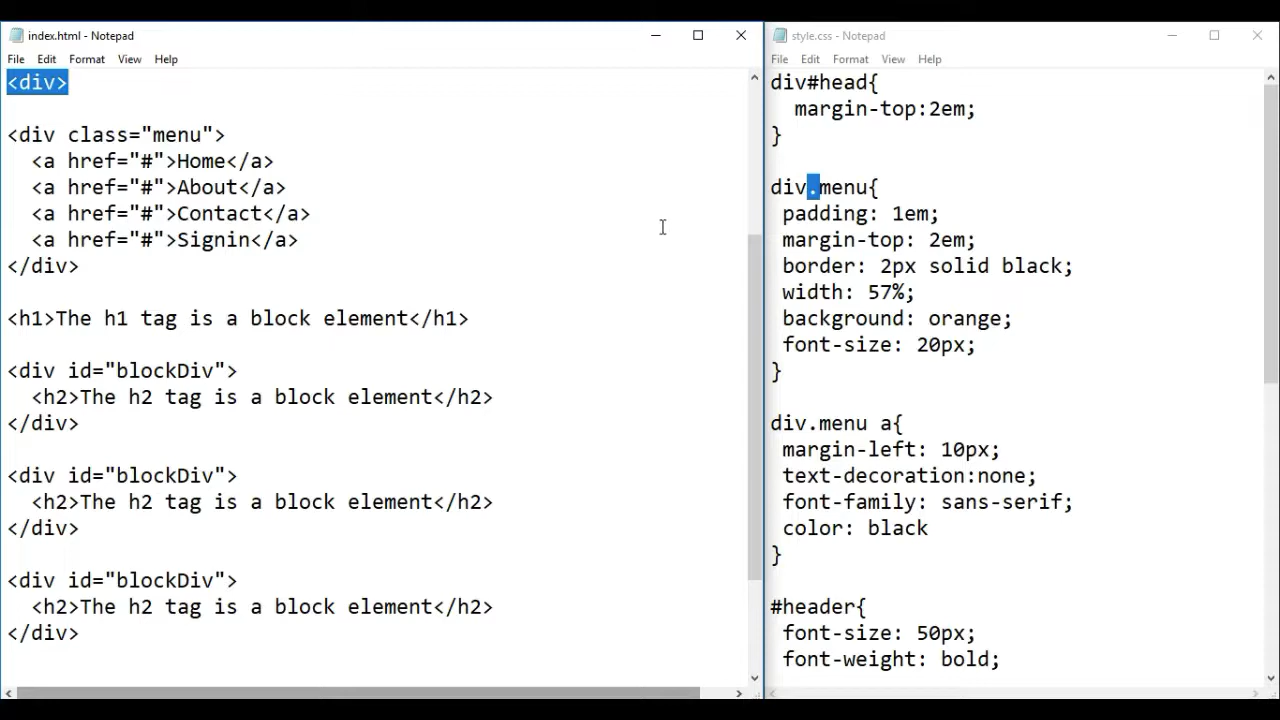 index.html - Notepad
File Edit Format View Help
<div>
<div class="menu">
<a href="#">Home</a>
<a href="#">About</a>
<a href="#">Contact</a>
<a href="#">Signin</a>
</div>
<h1>The h1 tag is a block element</h1>
<div id="blockDiv">
<h2>The h2 tag is a block element</h2>
</div>
<div id="blockDiv">
<h2>The h2 tag is a block element</h2>
</div>
<div id="blockDiv">
<h2>The h2 tag is a block element</h2>
</div>
style.css - Notepad
File Edit Format View Help
div#head{
margin-top:2em;
}
div.menu{
padding: 1em;
margin-top: 2em;
border: 2px solid black;
width: 57%;
background: orange;
font-size: 20px;
}
div.menu a{
margin-left: 10px;
text-decoration:none;
font-family: sans-serif;
color: black
}
#header{
font-size: 50px;
font-weight: bold;